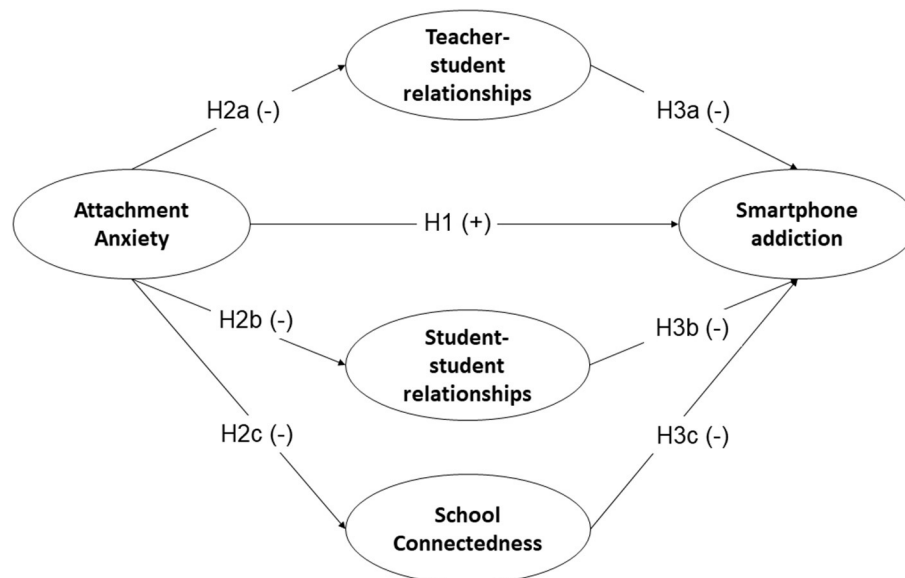 Teacher-
student
relationships
H2a (-)
H3a (-)
Attachment
Anxiety
H1 (+)
Smartphone
addiction
H2b (-)
H3b (-)
Student-
student
relationships
H2c (-)
H3c (-)
School
Connectedness